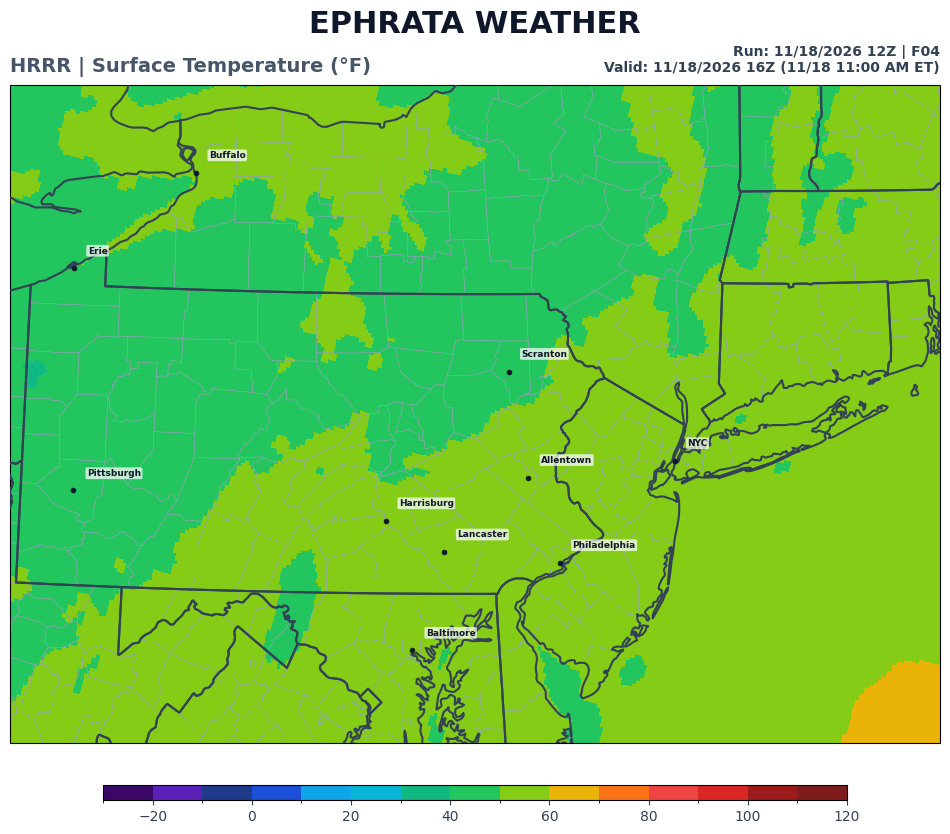 EPHRATA WEATHER
HRRR | Surface Temperature (°F)
Run: 11/18/2026 12Z | F04
Valid: 11/18/2026 16Z (11/18 11:00 AM ET)
Buffalo
Erie
Scranton
NYC
Allentown
Pittsburgh
Harrisburg
Lancaster
Philadelphia
Baltimore
−20 0 20 40 60 80 100 120